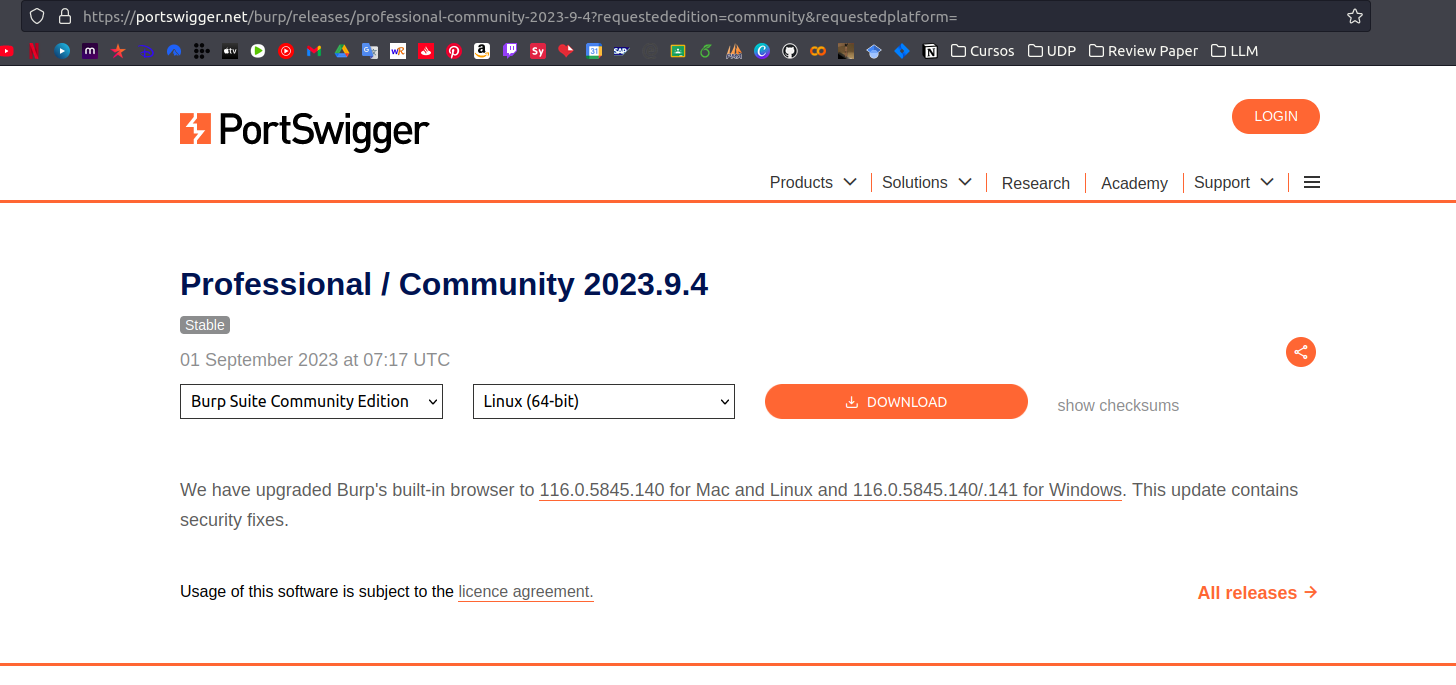 https://portswigger.net/burp/releases/professional-community-2023-9-4?requestededition=community&requestedplatform=
Cursos UDP Review Paper LLM
PortSwigger
LOGIN
Products Solutions Research Academy Support
Professional / Community 2023.9.4
Stable
01 September 2023 at 07:17 UTC
Burp Suite Community Edition Linux (64-bit) DOWNLOAD show checksums
We have upgraded Burp's built-in browser to 116.0.5845.140 for Mac and Linux and 116.0.5845.140/.141 for Windows. This update contains
security fixes.
Usage of this software is subject to the licence agreement. All releases →